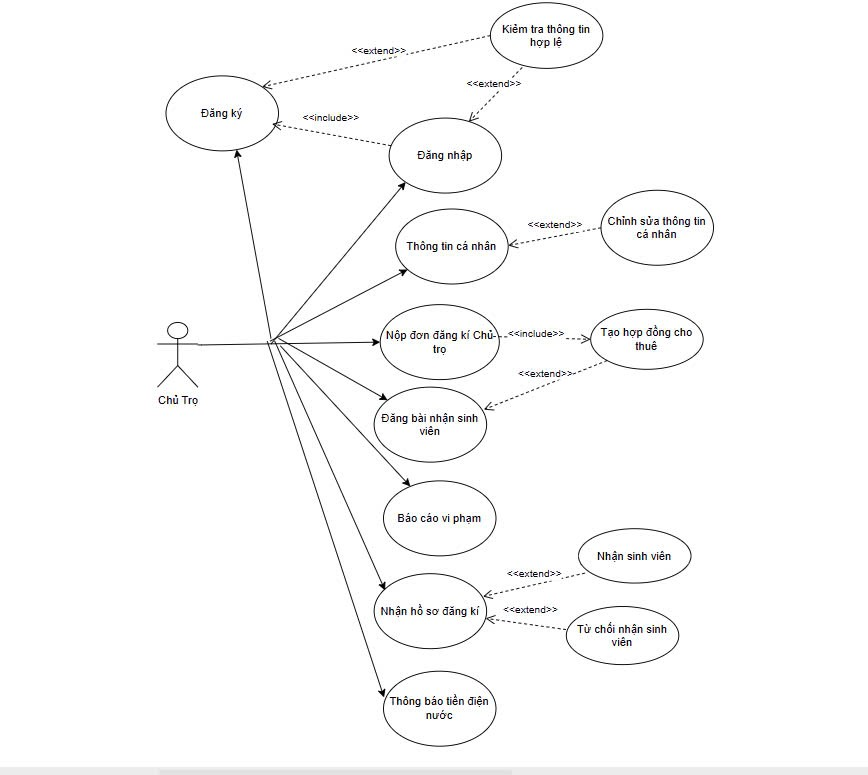 Kiểm tra thông tin
hợp lệ
<<extend>>
<<extend>>
Đăng ký
<<include>>
Đăng nhập
Chỉnh sửa thông tin
cá nhân
<<extend>>
Thông tin cá nhân
Nộp đơn đăng kí Chủ
trọ
<<include>>
Tạo hợp đồng cho
thuê
<<extend>>
Chủ Trọ
Đăng bài nhận sinh
viên
Báo cáo vi phạm
Nhận sinh viên
<<extend>>
Nhận hồ sơ đăng kí
<<extend>>
Từ chối nhận sinh
viên
Thông báo tiền điện
nước